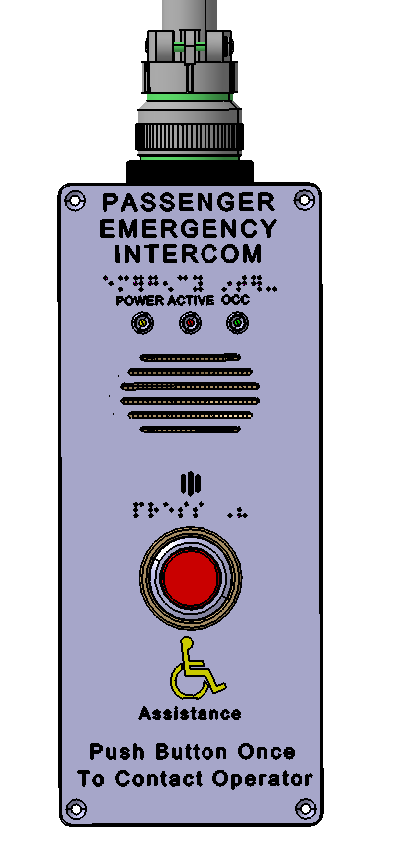 PASSENGER
EMERGENCY
INTERCOM
POWER ACTIVE OCC
Assistance
Push Button Once
To Contact Operator